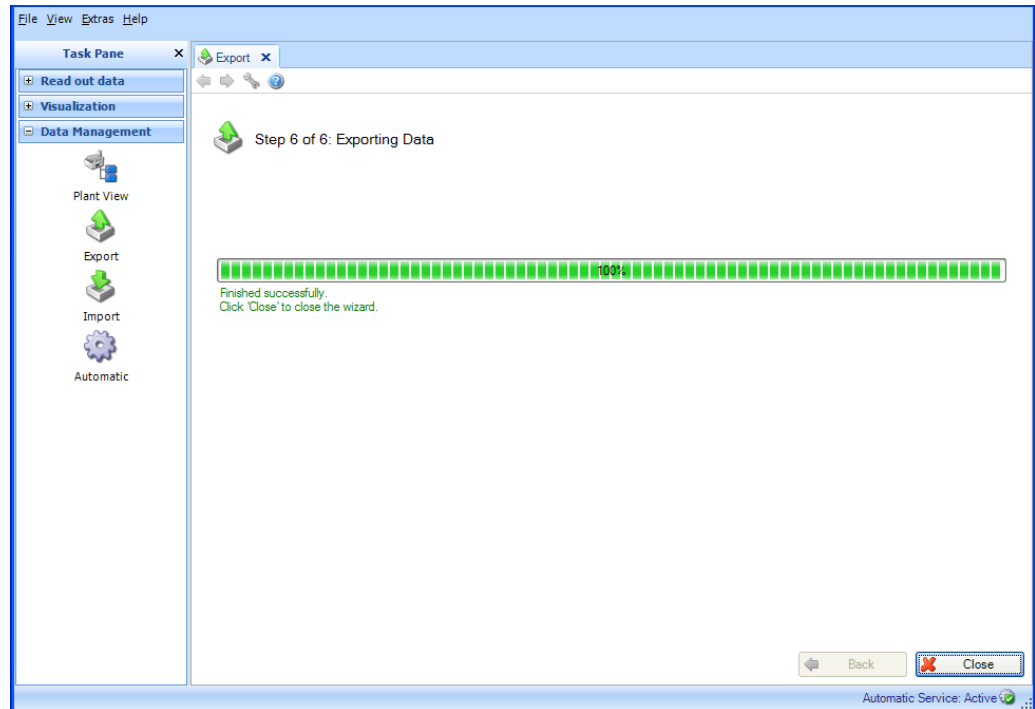 File View Extras Help
Task Pane
Export
Read out data
Visualization
Data Management
Step 6 of 6: Exporting Data
Plant View
Export
100%
Finished successfully.
Click 'Close' to close the wizard.
Import
Automatic
Back Close
Automatic Service: Active